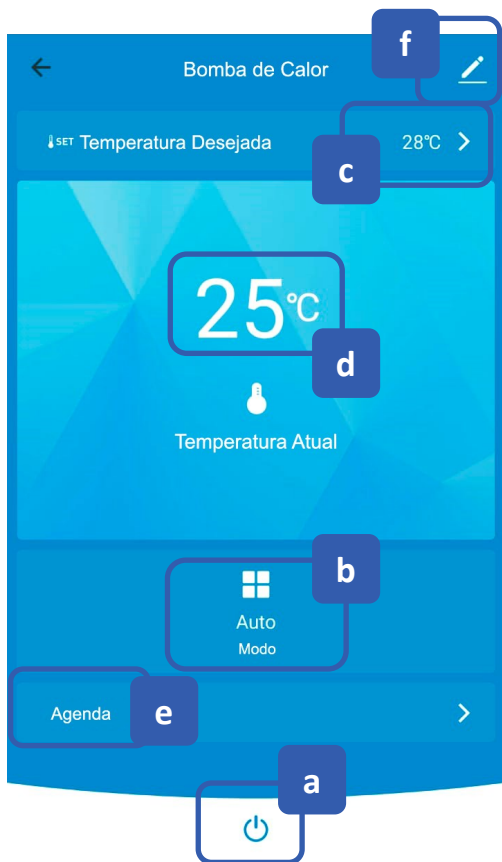 f
Bomba de Calor
SET Temperatura Desejada 28°C
c
25°C
d
Temperatura Atual
b
Auto
Modo
Agenda e
a